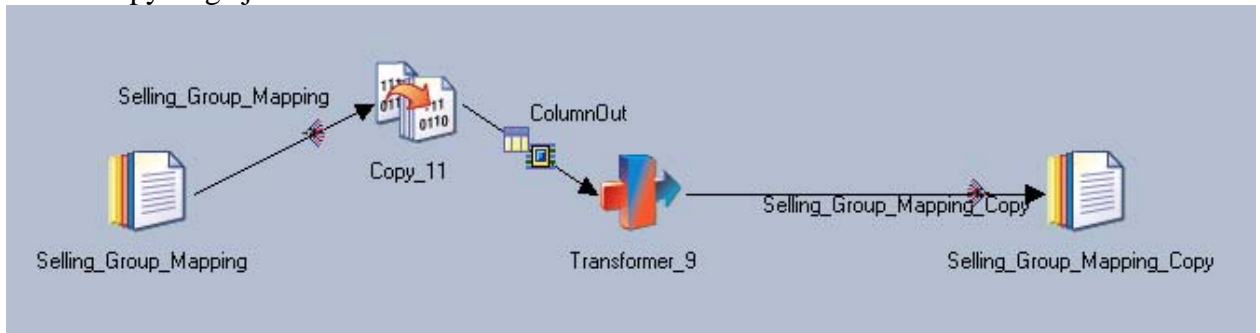 Selling_Group_Mapping
ColumnOut
Copy_11
Selling_Group_Mapping_Copy
Selling_Group_Mapping
Transformer_9
Selling_Group_Mapping_Copy